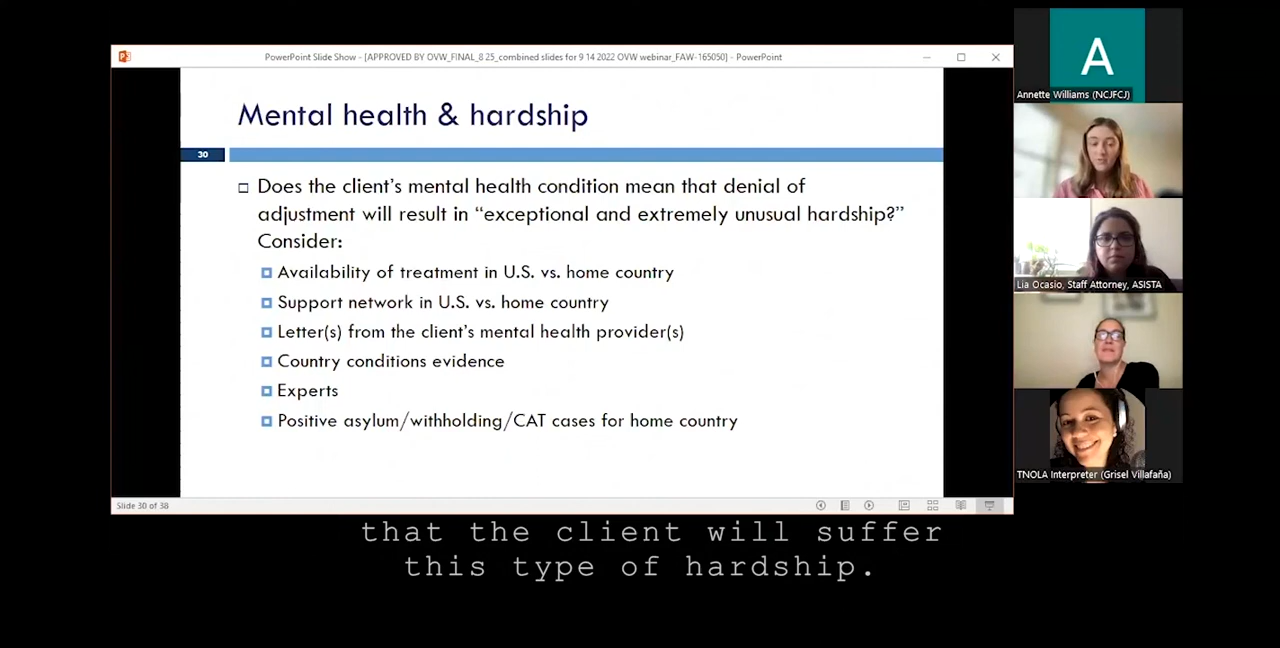 PowerPoint Slide Show - [APPROVED BY OVW_FINAL_8 25_combined slides for 9 14 2022 OVW webinar_FAW-165050] - PowerPoint
Mental health & hardship
30
Does the client's mental health condition mean that denial of
adjustment will result in “exceptional and extremely unusual hardship?”
Consider:
Availability of treatment in U.S. vs. home country
Support network in U.S. vs. home country
Letter(s) from the client's mental health provider(s)
Country conditions evidence
Experts
Positive asylum/withholding/CAT cases for home country
Slide 30 of 38
that the client will suffer
this type of hardship.
A
Annette Williams (NCJFCJ)
Lia Ocasio, Staff Attorney, ASISTA
TNOLA Interpreter (Grisel Villafaña)